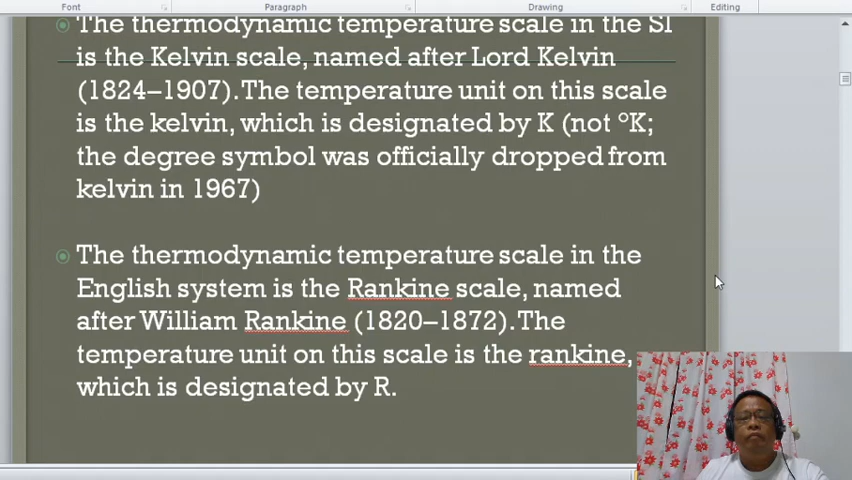 Font
Paragraph
Drawing
Editing
The thermodynamic temperature scale in the SI
is the Kelvin scale, named after Lord Kelvin
(1824–1907).The temperature unit on this scale
is the kelvin, which is designated by K (not °K;
the degree symbol was officially dropped from
kelvin in 1967)
The thermodynamic temperature scale in the
English system is the Rankine scale, named
after William Rankine (1820–1872).The
temperature unit on this scale is the rankine,
which is designated by R.